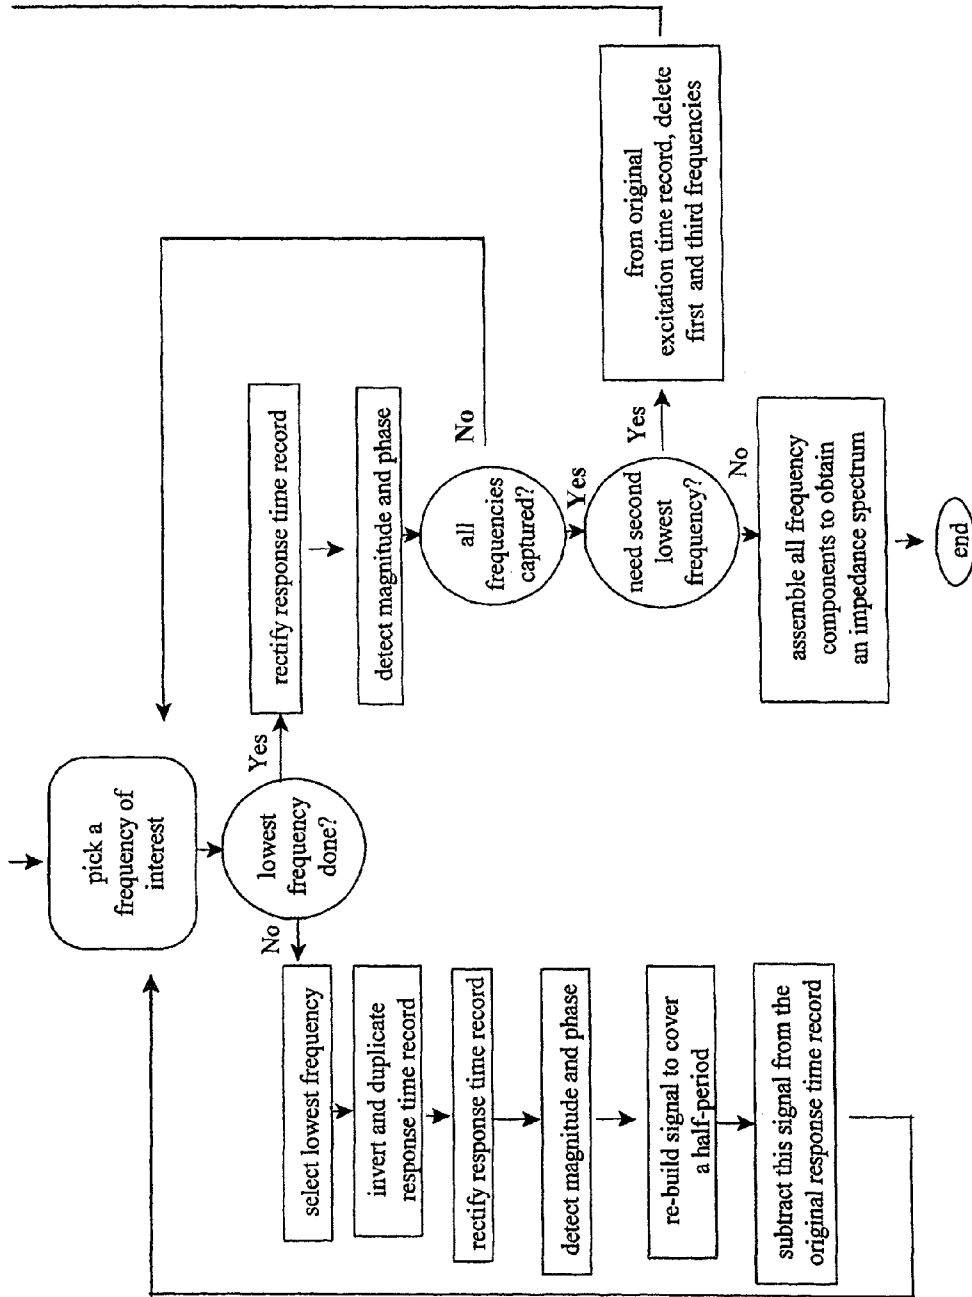 pick a
frequency of
interest
lowest
frequency
done?
No
Yes
select lowest frequency
invert and duplicate
response time record
rectify response time record
detect magnitude and phase
re-build signal to cover
a half-period
subtract this signal from the
original response time record
rectify response time record
detect magnitude and phase
all
frequencies
captured?
No
Yes
need second
lowest
frequency?
Yes
No
from original
excitation time record, delete
first and third frequencies
assemble all frequency
components to obtain
an impedance spectrum
end